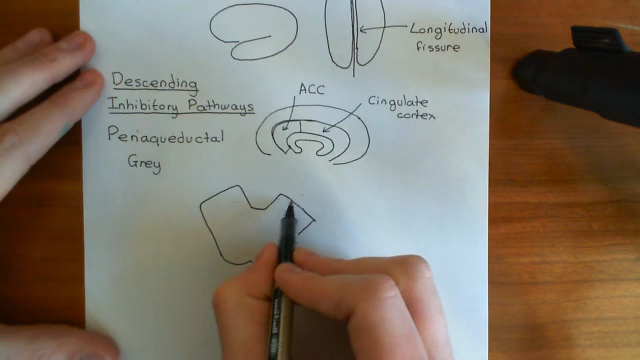 Longitudinal
fissure
Descending
Inhibitory Pathways
Periaqueductal
Grey
ACC
Cingulate
cortex